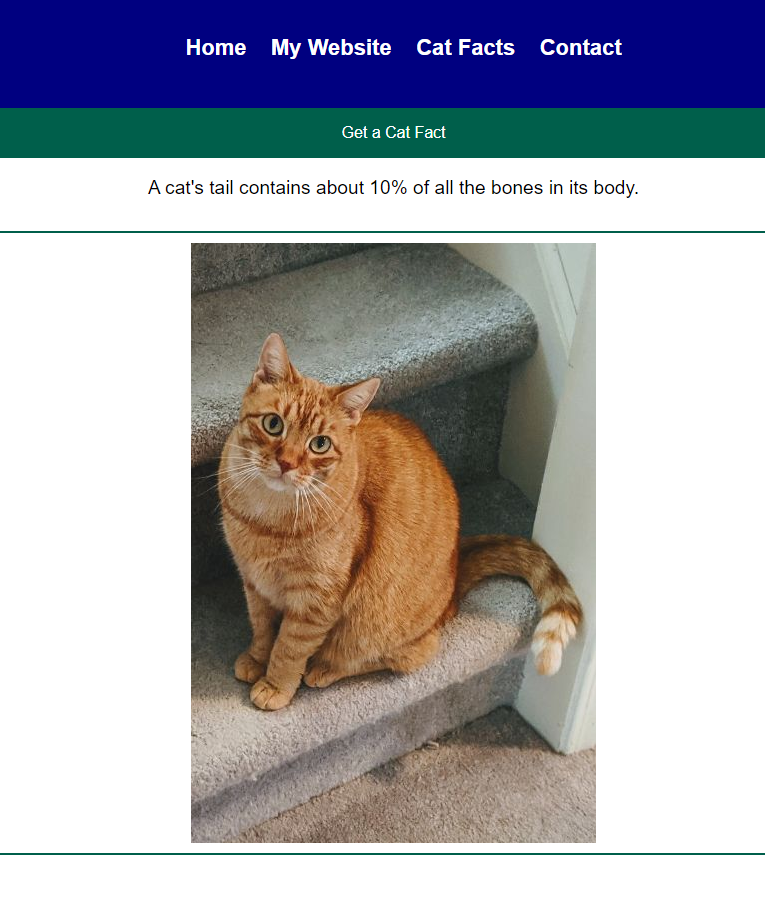 Home My Website Cat Facts Contact
Get a Cat Fact
A cat's tail contains about 10% of all the bones in its body.